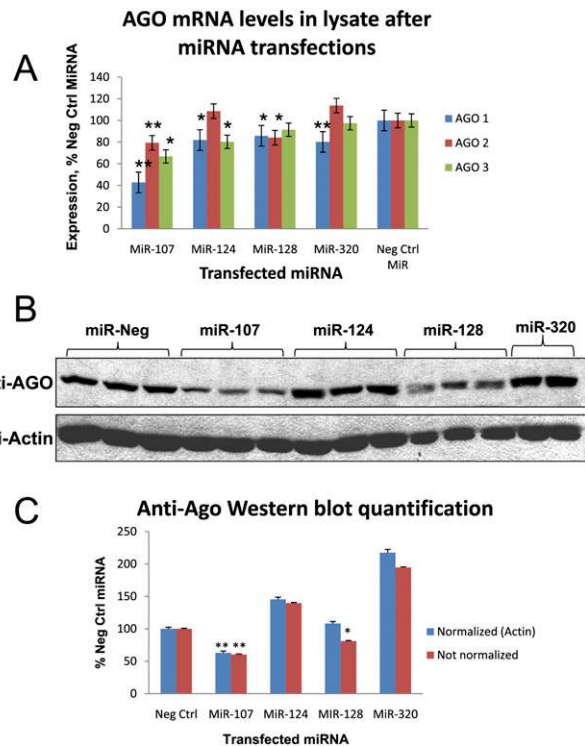 AGO mRNA levels in lysate after
miRNA transfections
A
Expression, % Neg Ctrl MiRNA
140
120
100
80
60
40
20
0
** ** * * * * * **
AGO 1
AGO 2
AGO 3
MiR-107 MiR-124 MiR-128 MiR-320 Neg Ctrl
MiR
Transfected miRNA
B
miR-Neg miR-107 miR-124 miR-128 miR-320
ti-AGO
ti-Actin
C
Anti-Ago Western blot quantification
% Neg Ctrl miRNA
250
200
150
100
50
0
** ** *
Normalized (Actin)
Not normalized
Neg Ctrl MiR-107 MiR-124 MIR-128 MiR-320
Transfected miRNA